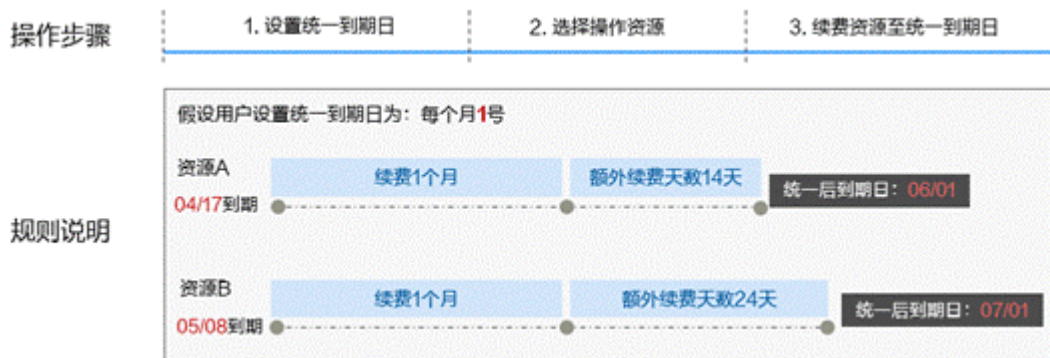 操作步骤
1. 设置统一到期日
2. 选择操作资源
3. 续费资源至统一到期日
规则说明
假设用户设置统一到期日为：每个月1号
资源A
04/17到期
续费1个月
额外续费天数14天
统一后到期日：06/01
资源B
05/08到期
续费1个月
额外续费天数24天
统一后到期日：07/01